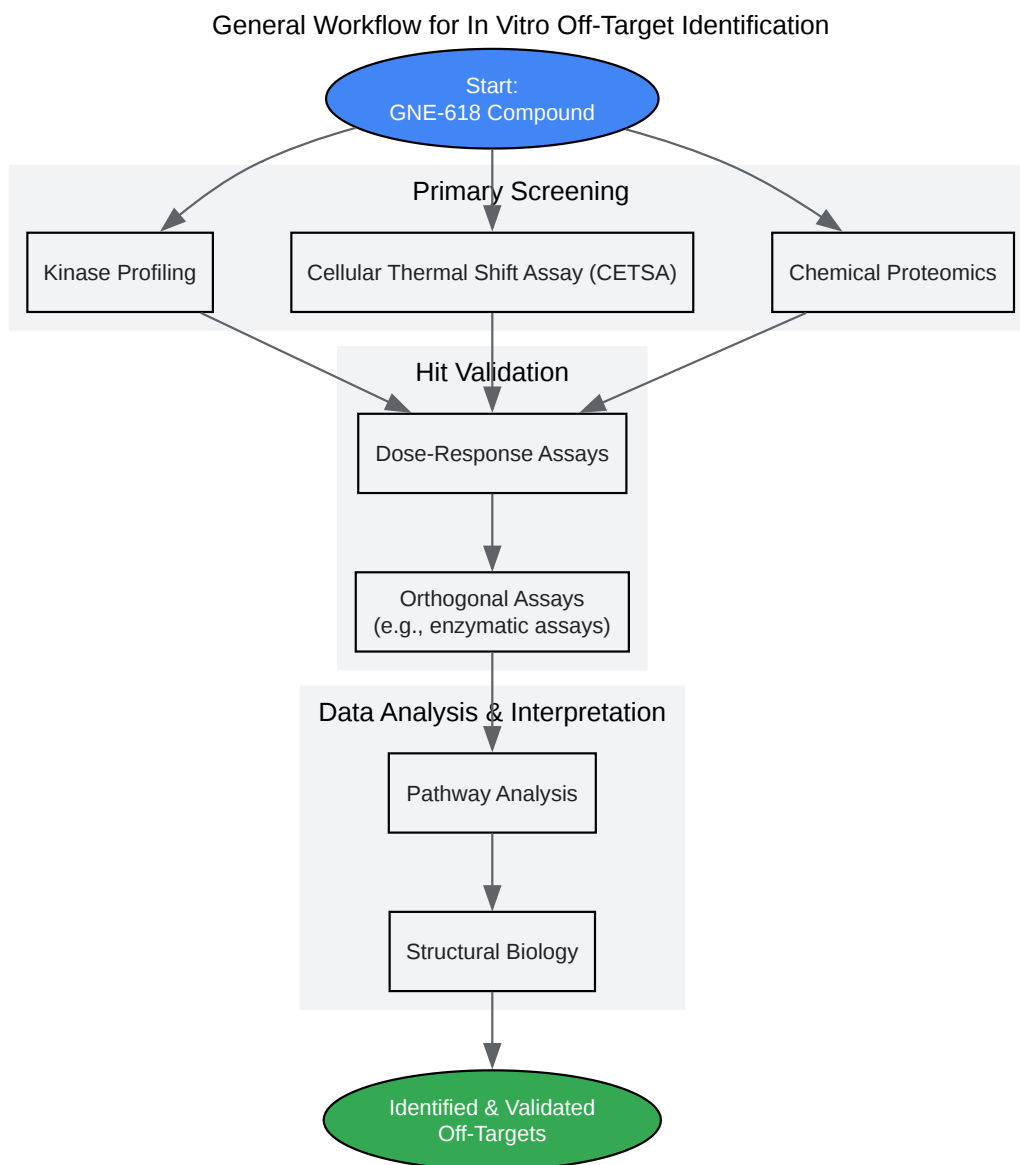 General Workflow for In Vitro Off-Target Identification
Start:
GNE-618 Compound
Primary Screening
Kinase Profiling
Cellular Thermal Shift Assay (CETSA)
Chemical Proteomics
Hit Validation
Dose-Response Assays
Orthogonal Assays
(e.g., enzymatic assays)
Data Analysis & Interpretation
Pathway Analysis
Structural Biology
Identified & Validated
Off-Targets